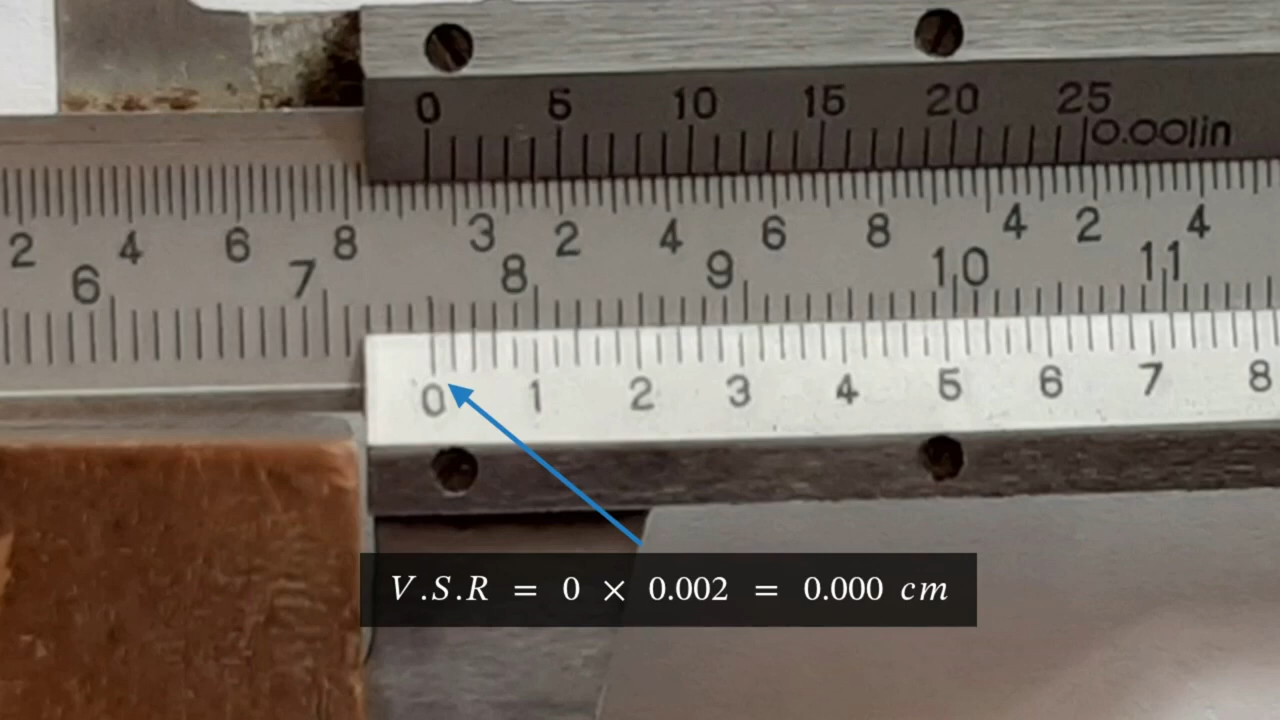 0 5 10 15 20 25
0.001in
2 4 6 8 3 2 4 6 8 4 2 4
6 7 8 9 10 11
0 1 2 3 4 5 6 7 8
V.S.R = 0 × 0.002 = 0.000 cm